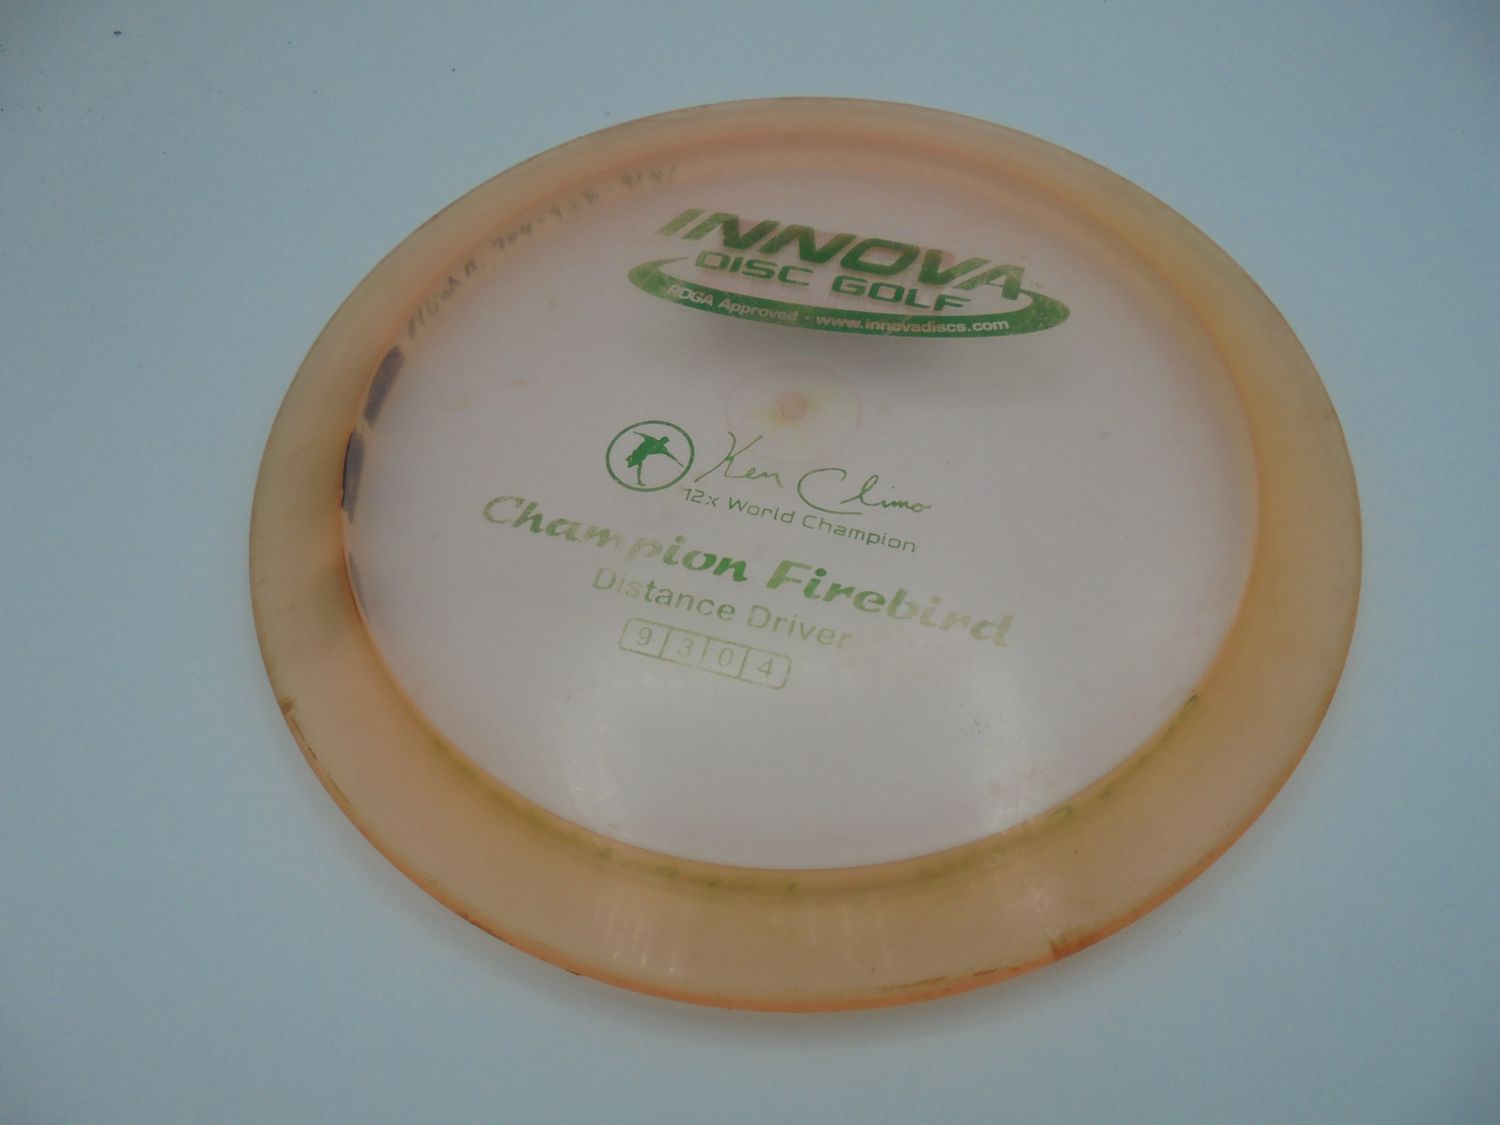 INNOVA™
DISC GOLF
PDGA Approved · www.innovadiscs.com
Ken Climo
12x World Champion
Champion Firebird
Distance Driver
9 3 0 4